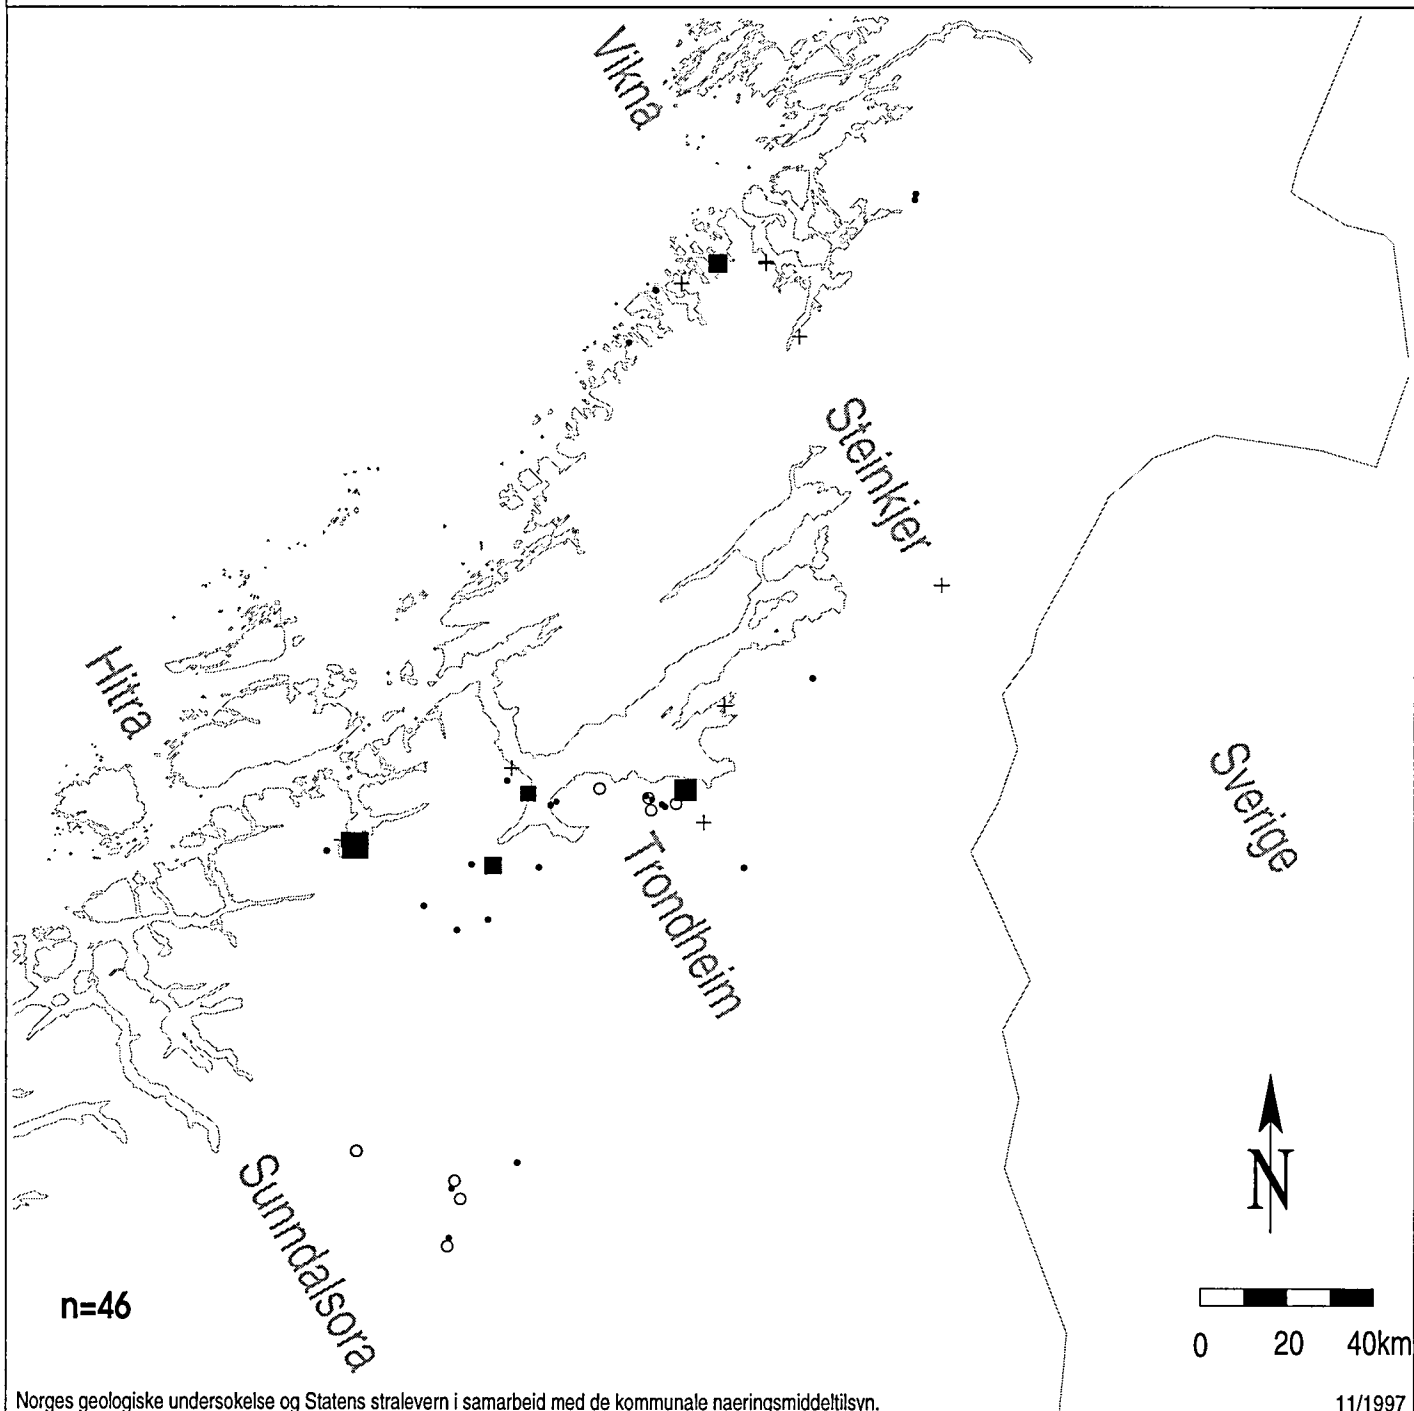 Vikna
Steinkjer
Hitra
Sverige
Trondheim
N
Sunndalsora
n=46
0 20 40km
Norges geologiske undersokelse og Statens stralevern i samarbeid med de kommunale naeringsmiddeltilsyn.
11/1997